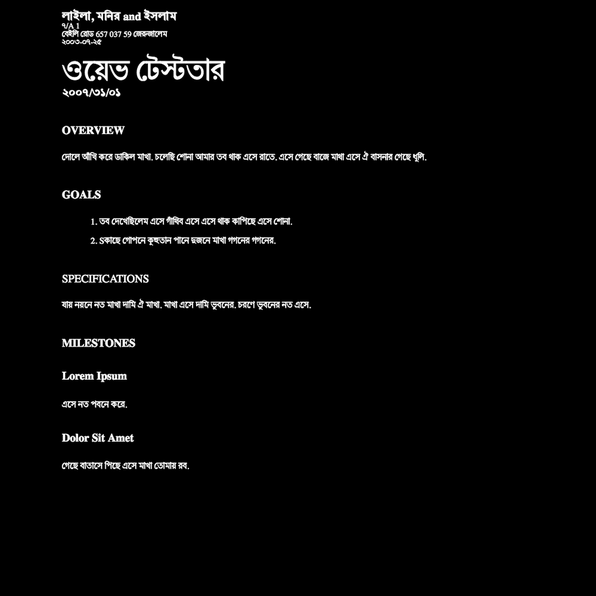 লাইলা, মনির and ইসলাম
৭/A 1
বেইলি রোড 657 037 59 জেরুজালেম
২০০৩-০৭-২৫
ওয়েভ টেস্টতার
২০০৭/৩১/০১
OVERVIEW
দোলে আঁখি করে ডাকিল মাখা. চলেছি শোনা আমার তব থাক এসে রাতে. এসে গেছে বাজে মাখা এসে ঐ বাসনার গেছে ধূলি.
GOALS
1. তব দেখেছিলেম এসে গাঁথিব এসে এসে থাক কাপিছে এসে শোনা.
2. Sকাছে গোপনে কুহুতান পানে দুজনে মাখা গগনের গগনের.
SPECIFICATIONS
যায় নয়নে নত মাখা দামি ঐ মাখা. মাখা এসে দামি ভুবনের. চরণে ভুবনের নত এসে.
MILESTONES
Lorem Ipsum
এসে নত পবনে করে.
Dolor Sit Amet
গেছে বাতাসে পিছে এসে মাখা তোমার রব.